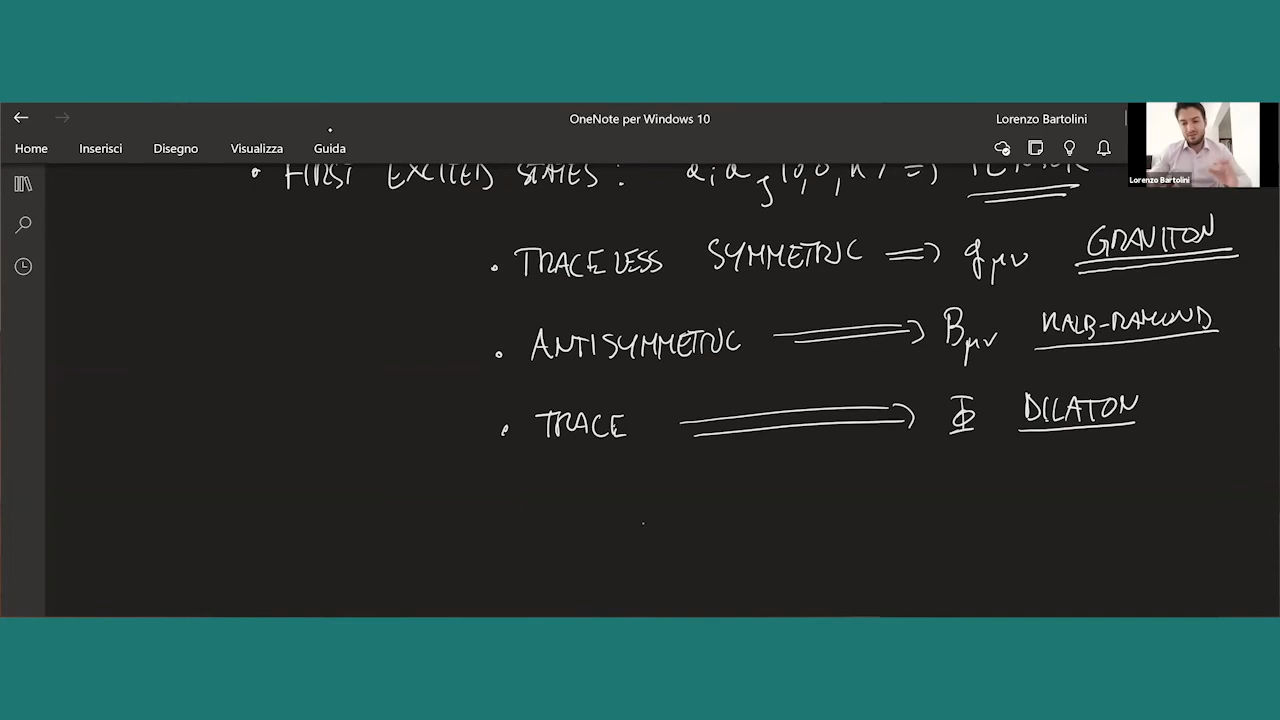 OneNote per Windows 10
Lorenzo Bartolini
Home Inserisci Disegno Visualizza Guida
Lorenzo Bartolini
• FIRST EXCITED STATES :
• TRACELESS SYMMETRIC => gμν GRAVITON
• ANTISYMMETRIC => Bμν KALB-RAMOND
• TRACE => Φ DILATON